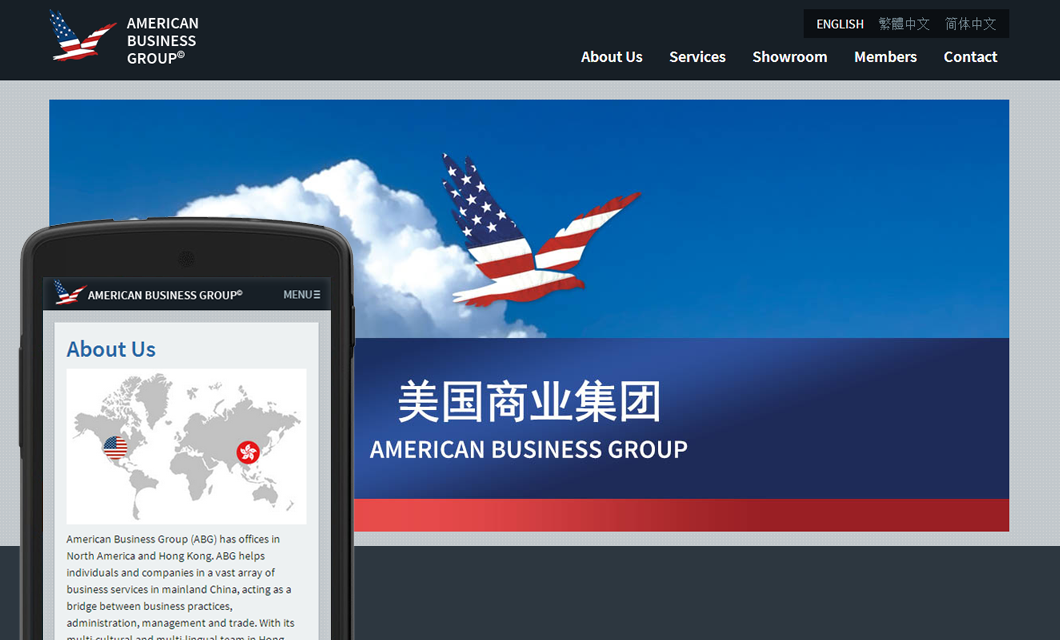 AMERICAN
BUSINESS
GROUP©
ENGLISH 繁體中文 简体中文
About Us Services Showroom Members Contact
美国商业集团
AMERICAN BUSINESS GROUP
AMERICAN BUSINESS GROUP© MENU
About Us
American Business Group (ABG) has offices in
North America and Hong Kong. ABG helps
individuals and companies in a vast array of
business services in mainland China, acting as a
bridge between business practices,
administration, management and trade. With its
multi-cultural and multi-lingual team in Hong